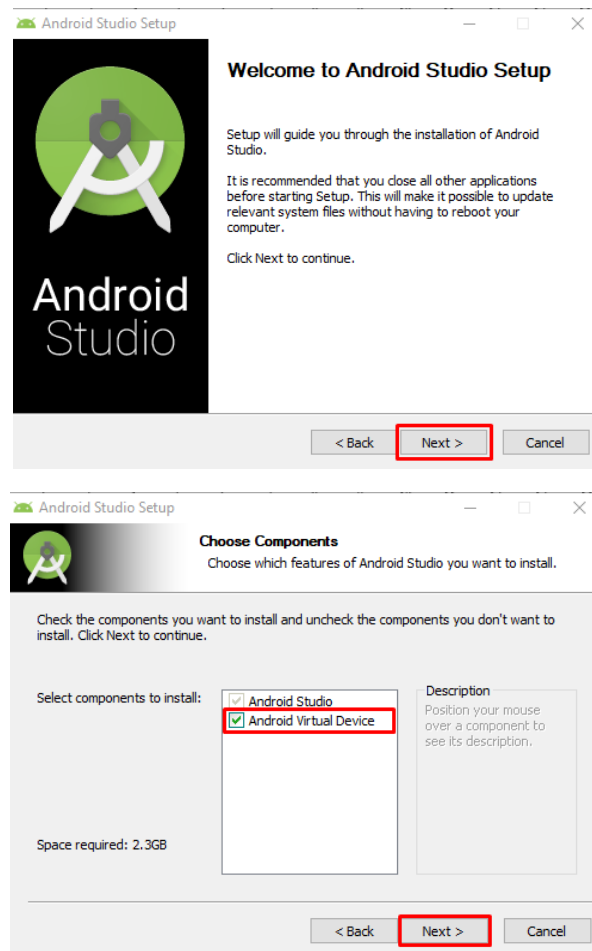 Android Studio Setup
Welcome to Android Studio Setup
Setup will guide you through the installation of Android
Studio.
It is recommended that you close all other applications
before starting Setup. This will make it possible to update
relevant system files without having to reboot your
computer.
Click Next to continue.
Android
Studio
< Back
Next >
Cancel
Android Studio Setup
Choose Components
Choose which features of Android Studio you want to install.
Check the components you want to install and uncheck the components you don't want to
install. Click Next to continue.
Select components to install:
Android Studio
Android Virtual Device
Description
Position your mouse
over a component to
see its description.
Space required: 2.3GB
< Back
Next >
Cancel